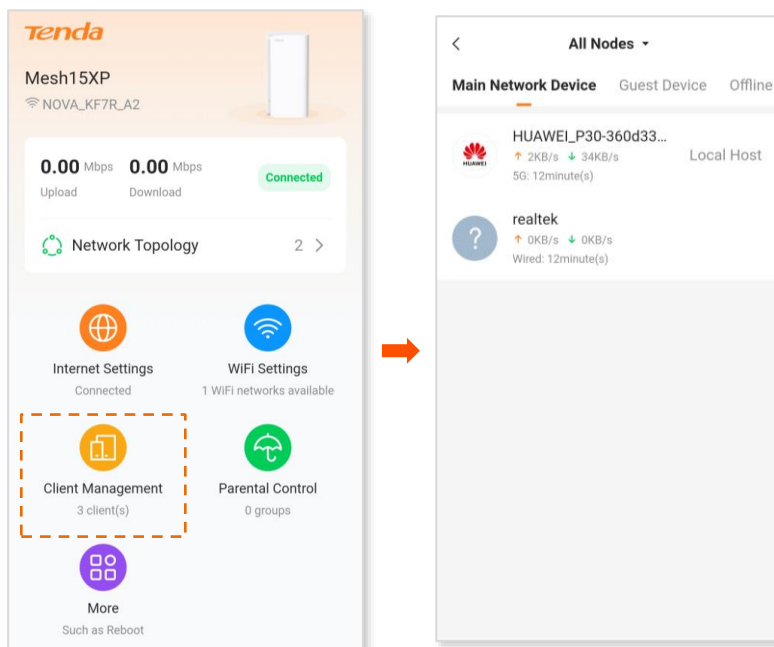 Tenda
Mesh15XP
NOVA_KF7R_A2
0.00 Mbps 0.00 Mbps
Upload Download
Connected
Network Topology 2
Internet Settings
Connected
WiFi Settings
1 WiFi networks available
Client Management
3 client(s)
Parental Control
0 groups
More
Such as Reboot
All Nodes
Main Network Device Guest Device Offline
HUAWEI
HUAWEI_P30-360d33...
↑ 2KB/s ↓ 34KB/s
Local Host
5G: 12minute(s)
?
realtek
↑ 0KB/s ↓ 0KB/s
Wired: 12minute(s)